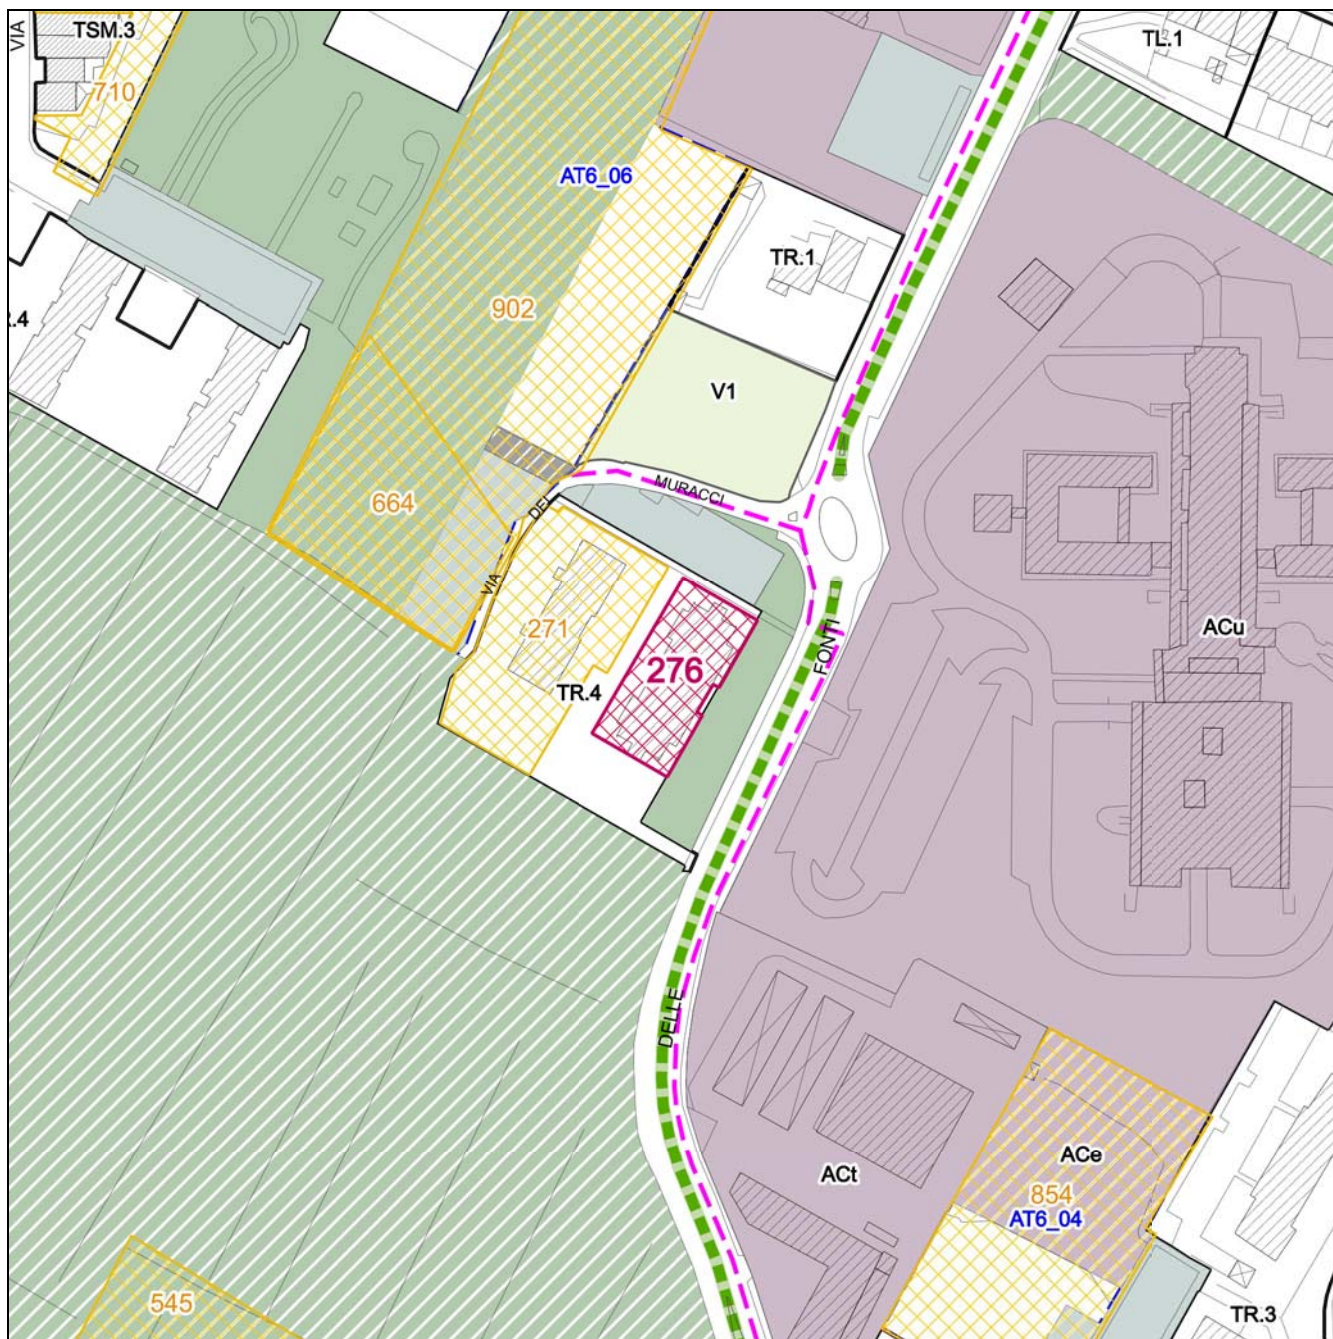 VIA
TSM.3
710
TL.1
AT6_06
TR.1
902
R.4
V1
664
MURACCI
DEI
VIA
271
276
TR.4
FONTI
ACu
DELLE
ACt
ACe
854
AT6_04
545
TR.3